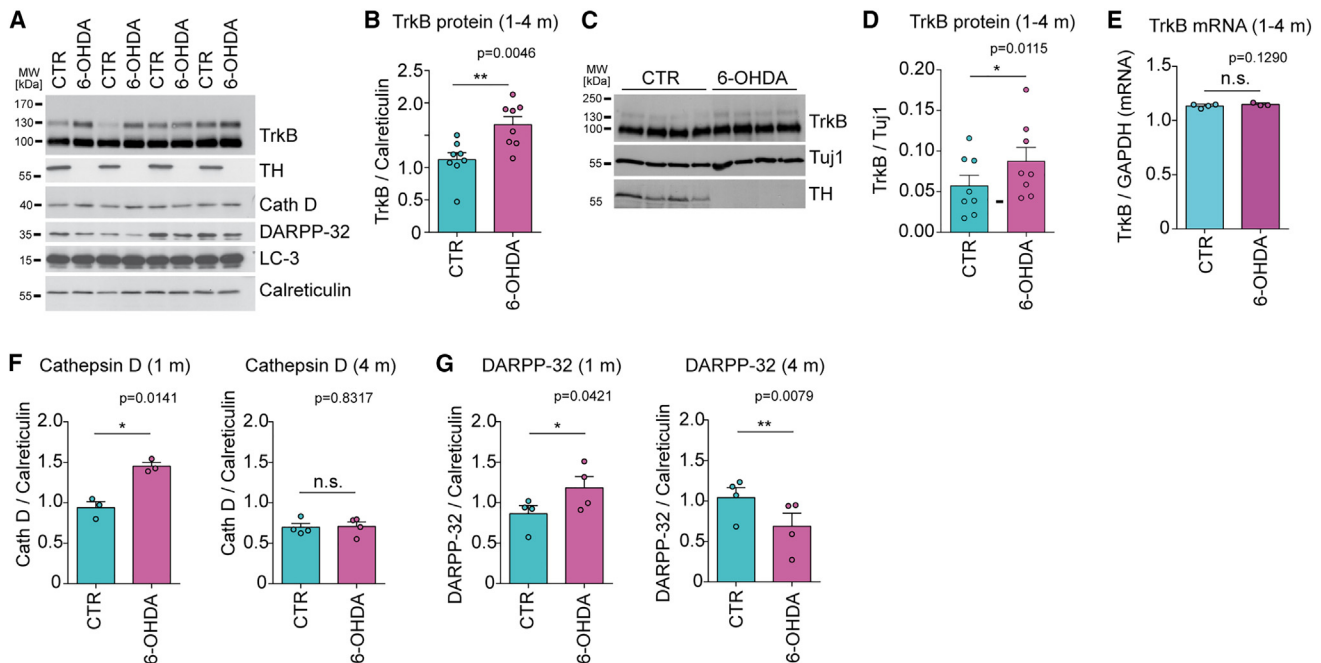 A
CTR
6-OHDA
CTR
6-OHDA
CTR
6-OHDA
CTR
6-OHDA
MW
[kDa]
170
130
100
TrkB
55
TH
40
Cath D
35
DARPP-32
15
LC-3
55
Calreticulin
B
TrkB protein (1-4 m)
p=0.0046
**
TrkB / Calreticulin
2.5
2.0
1.5
1.0
0.5
0
CTR
6-OHDA
C
MW
[kDa]
CTR
6-OHDA
250
130
100
TrkB
55
Tuj1
55
TH
D
TrkB protein (1-4 m)
p=0.0115
*
TrkB / Tuj1
0.20
0.15
0.10
0.05
0.00
CTR
6-OHDA
E
TrkB mRNA (1-4 m)
p=0.1290
n.s.
TrkB / GAPDH (mRNA)
1.5
1.0
0.5
0
CTR
6-OHDA
F
Cathepsin D (1 m)
p=0.0141
*
Cath D / Calreticulin
2.0
1.5
1.0
0.5
0
CTR
6-OHDA
Cathepsin D (4 m)
p=0.8317
n.s.
Cath D / Calreticulin
2.0
1.5
1.0
0.5
0
CTR
6-OHDA
G
DARPP-32 (1 m)
p=0.0421
*
DARPP-32 / Calreticulin
2.0
1.5
1.0
0.5
0
CTR
6-OHDA
DARPP-32 (4 m)
p=0.0079
**
DARPP-32 / Calreticulin
2.0
1.5
1.0
0.5
0
CTR
6-OHDA